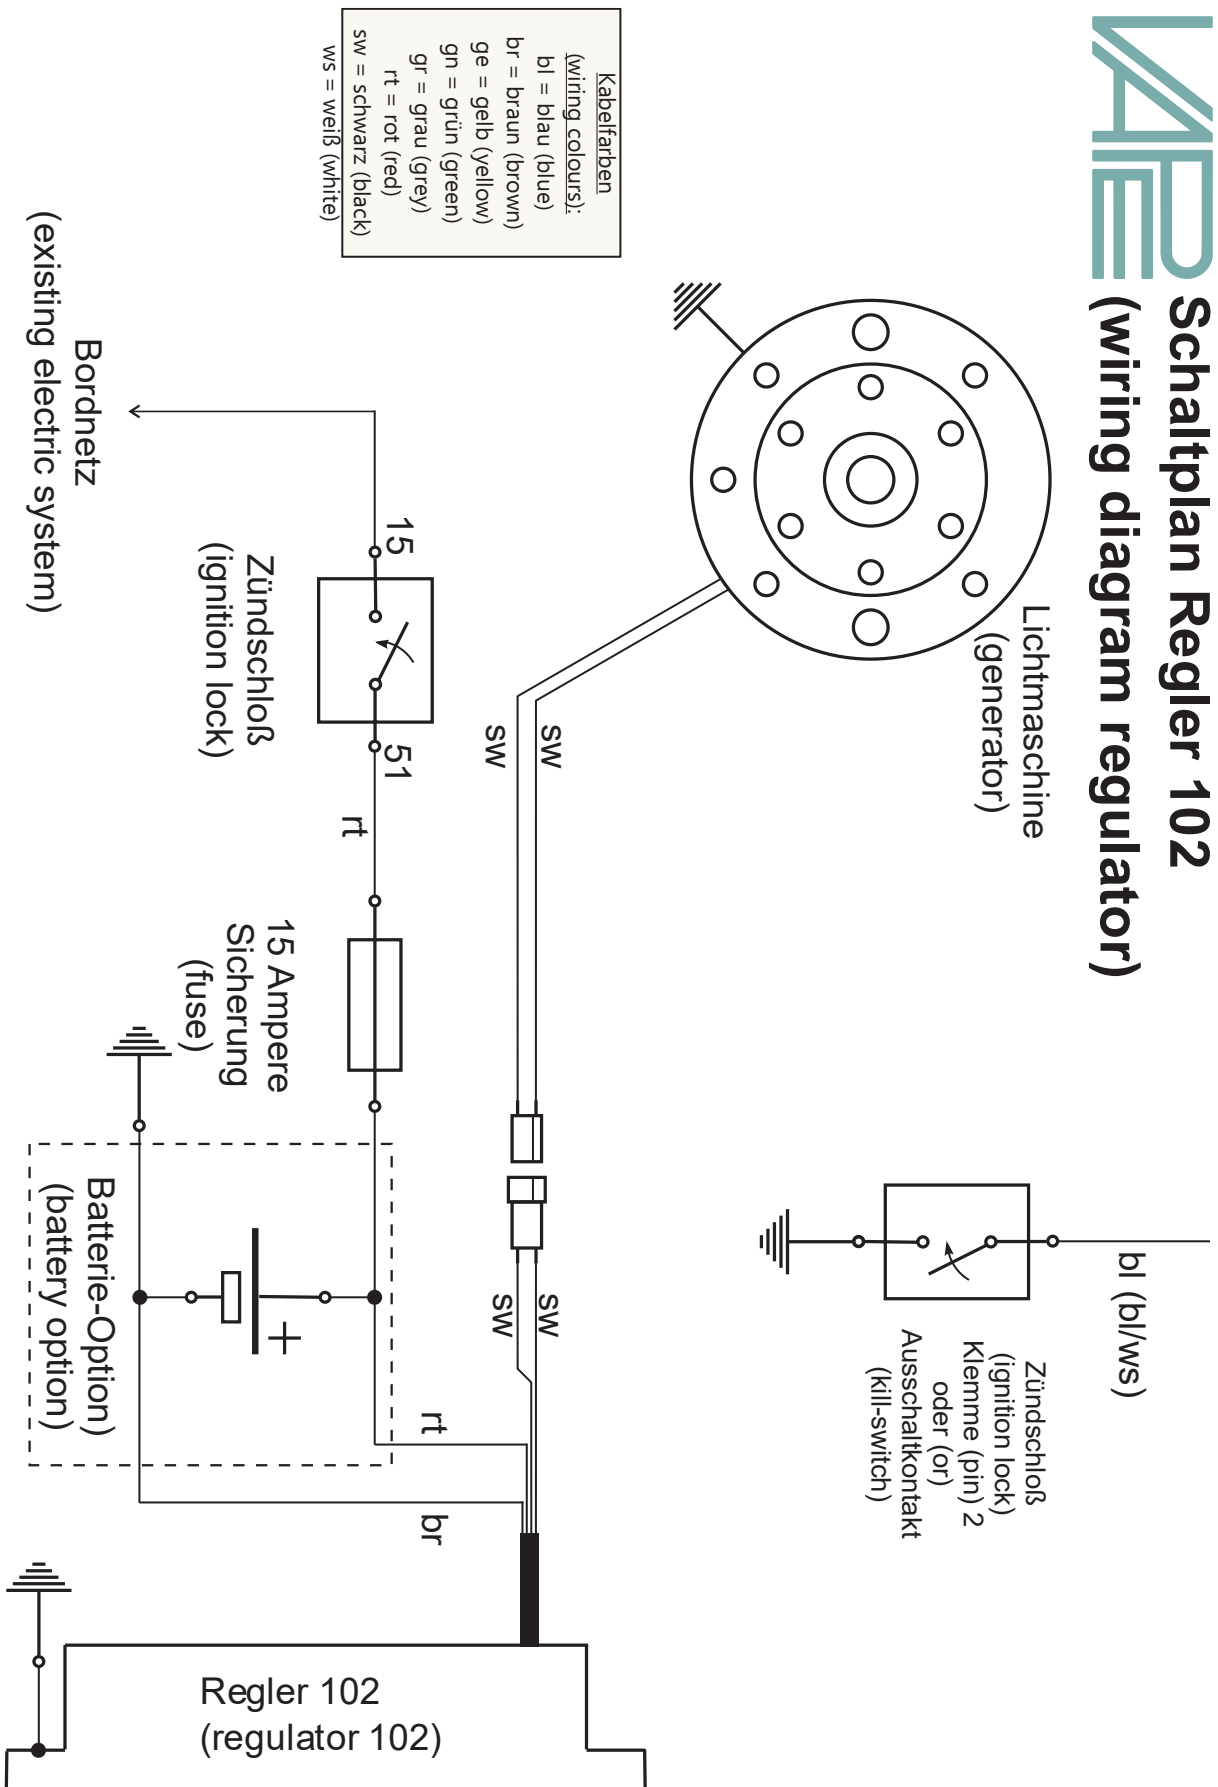 VAPE
Schaltplan Regler 102
(wiring diagram regulator)
Kabelfarben
(wiring colours):
bl = blau (blue)
br = braun (brown)
ge = gelb (yellow)
gn = grün (green)
gr = grau (grey)
rt = rot (red)
sw = schwarz (black)
ws = weiß (white)
Lichtmaschine
(generator)
bl (bl/ws)
Zündschloß
(ignition lock)
Klemme (pin) 2
oder (or)
Ausschaltkontakt
(kill-switch)
sw
sw
sw
sw
15
51
rt
Zündschloß
(ignition lock)
Bordnetz
(existing electric system)
15 Ampere
Sicherung
(fuse)
+
Batterie-Option)
(battery option)
rt
br
Regler 102
(regulator 102)